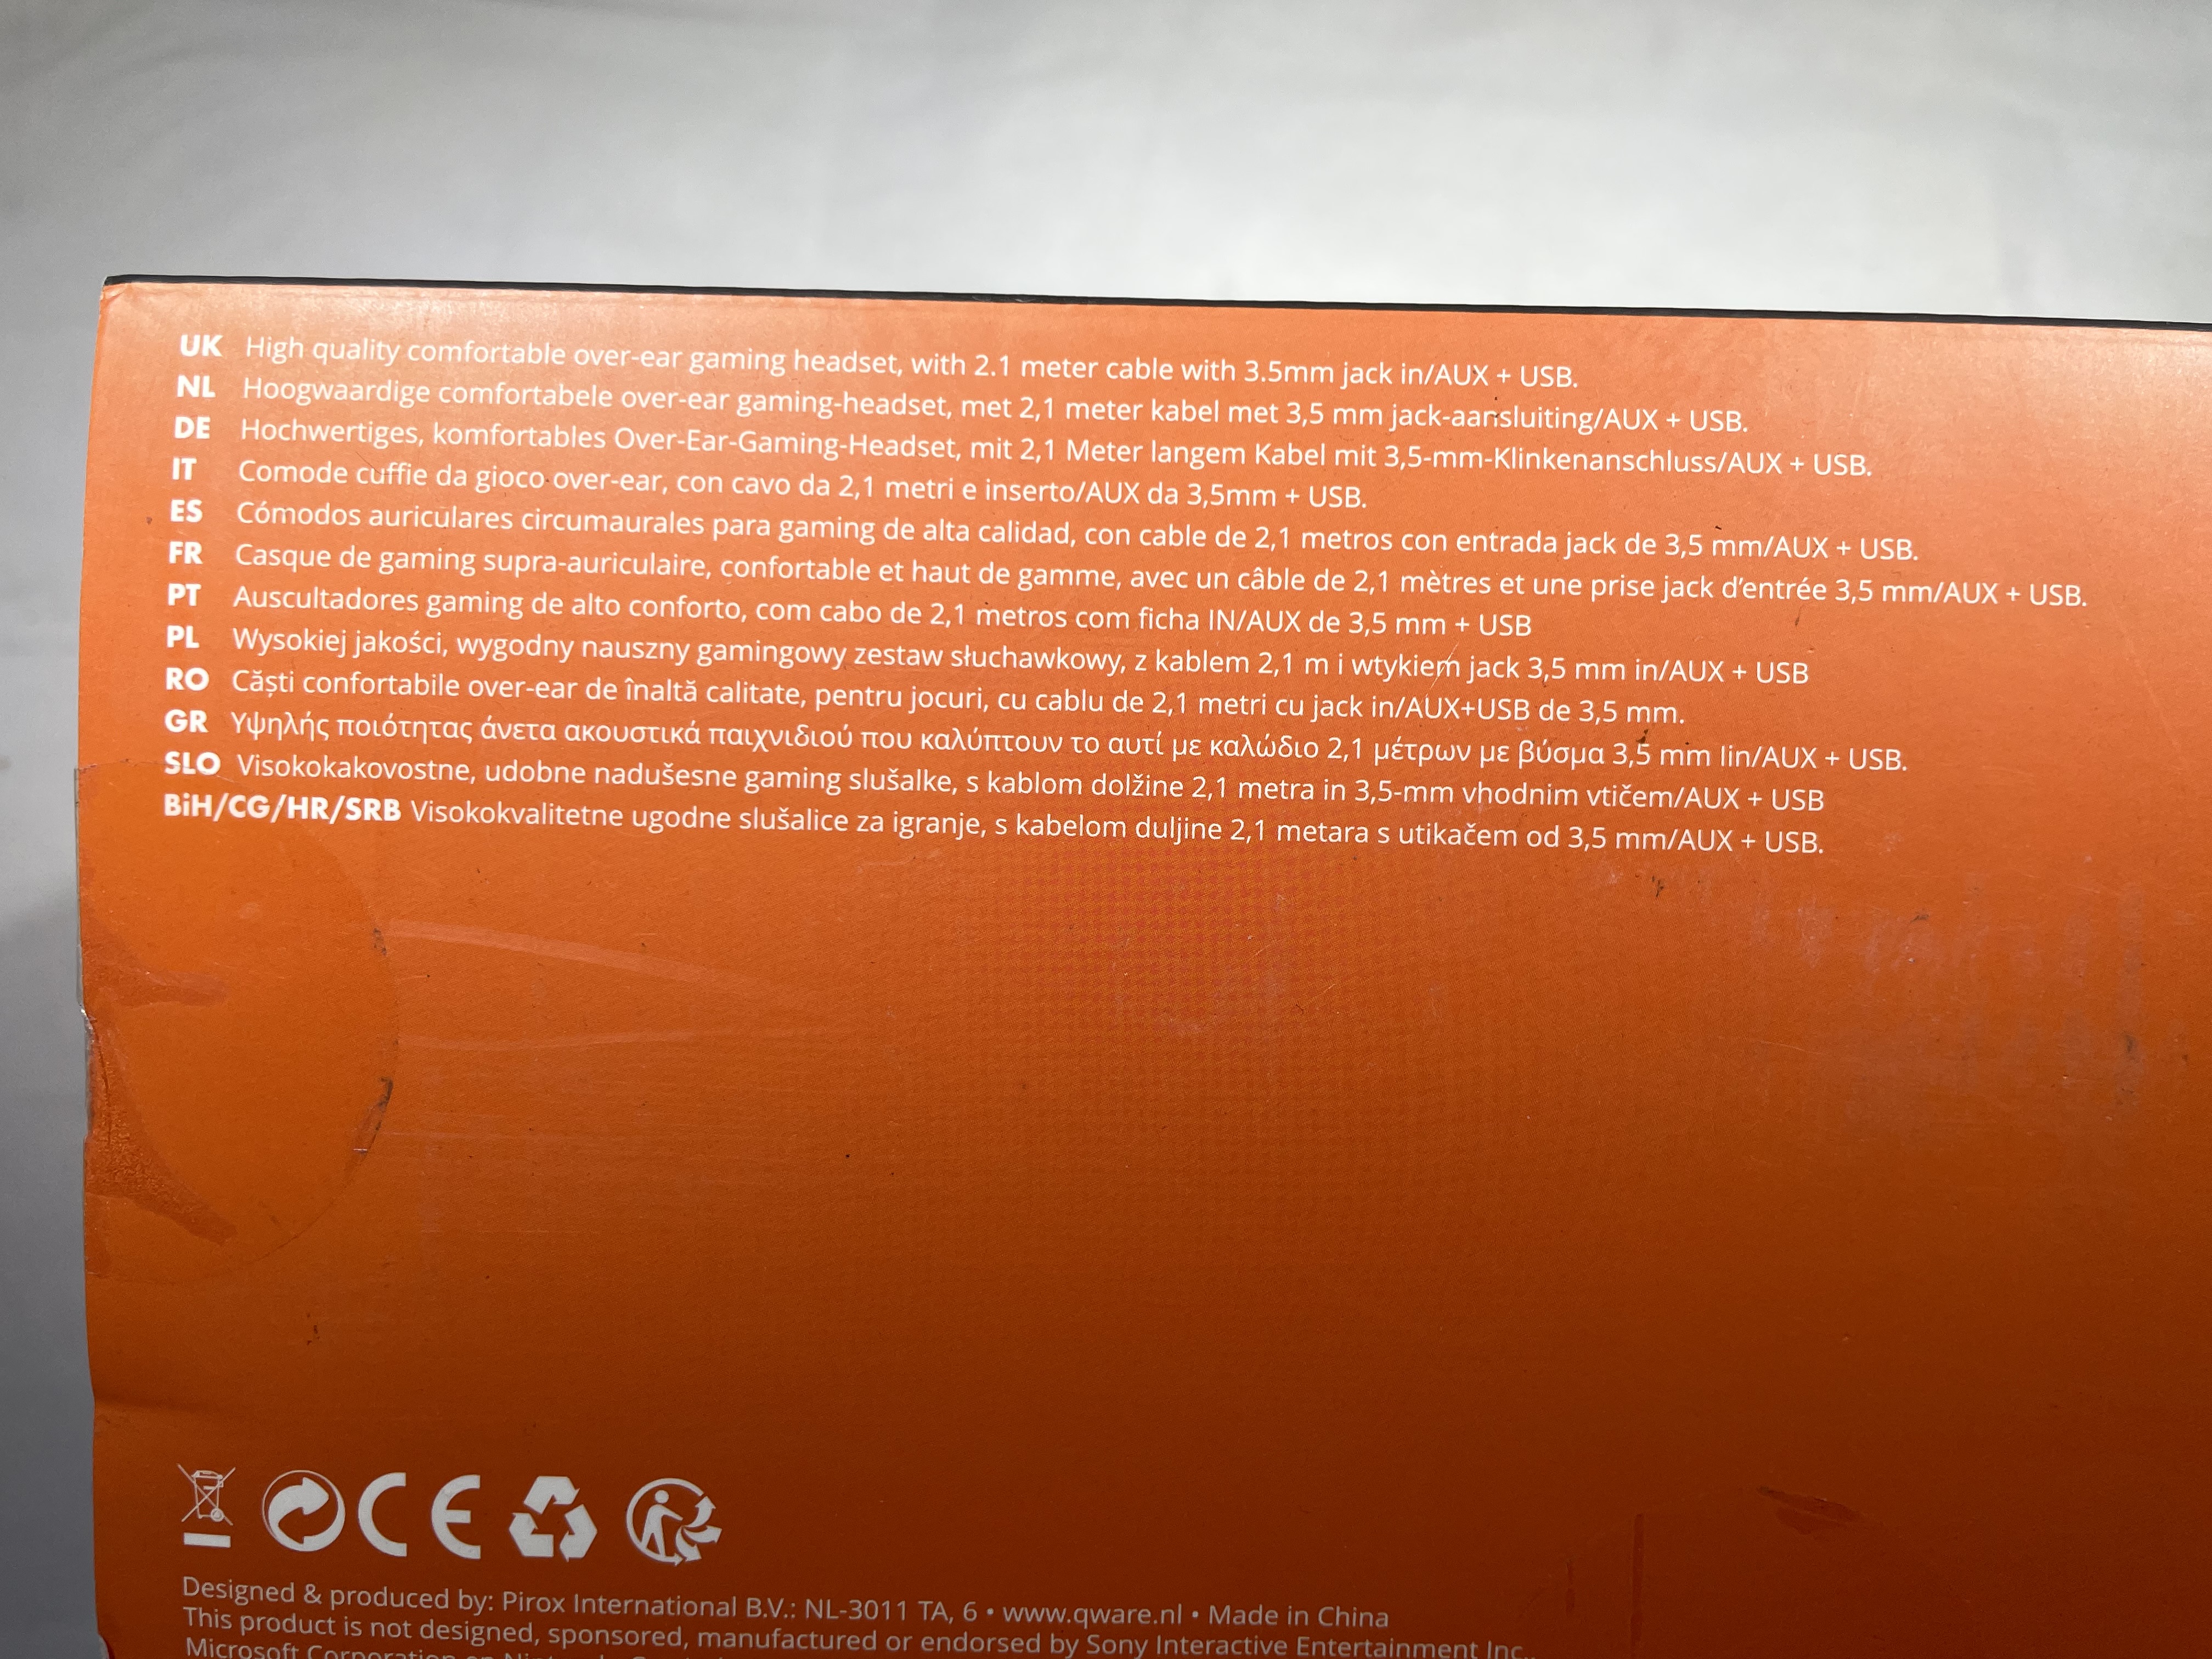 UK High quality comfortable over-ear gaming headset, with 2.1 meter cable with 3.5mm jack in/AUX + USB.
NL Hoogwaardige comfortabele over-ear gaming-headset, met 2,1 meter kabel met 3,5 mm jack-aansluiting/AUX + USB.
DE Hochwertiges, komfortables Over-Ear-Gaming-Headset, mit 2,1 Meter langem Kabel mit 3,5-mm-Klinkenanschluss/AUX + USB.
IT Comode cuffie da gioco over-ear, con cavo da 2,1 metri e inserto/AUX da 3,5mm + USB.
ES Cómodos auriculares circumaurales para gaming de alta calidad, con cable de 2,1 metros con entrada jack de 3,5 mm/AUX + USB.
FR Casque de gaming supra-auriculaire, confortable et haut de gamme, avec un câble de 2,1 mètres et une prise jack d’entrée 3,5 mm/AUX + USB.
PT Auscultadores gaming de alto conforto, com cabo de 2,1 metros com ficha IN/AUX de 3,5 mm + USB
PL Wysokiej jakości, wygodny nauszny gamingowy zestaw słuchawkowy, z kablem 2,1 m i wtykiem jack 3,5 mm in/AUX + USB
RO Căști confortabile over-ear de înaltă calitate, pentru jocuri, cu cablu de 2,1 metri cu jack in/AUX+USB de 3,5 mm.
GR Υψηλής ποιότητας άνετα ακουστικά παιχνιδιού που καλύπτουν το αυτί με καλώδιο 2,1 μέτρων με βύσμα 3,5 mm lin/AUX + USB.
SLO Visokokakovostne, udobne nadušesne gaming slušalke, s kablom dolžine 2,1 metra in 3,5-mm vhodnim vtičem/AUX + USB
BiH/CG/HR/SRB Visokokvalitetne ugodne slušalice za igranje, s kabelom duljine 2,1 metara s utikačem od 3,5 mm/AUX + USB.
CE
Designed & produced by: Pirox International B.V.: NL-3011 TA, 6 • www.qware.nl • Made in China
This product is not designed, sponsored, manufactured or endorsed by Sony Interactive Entertainment Inc.,
Microsoft